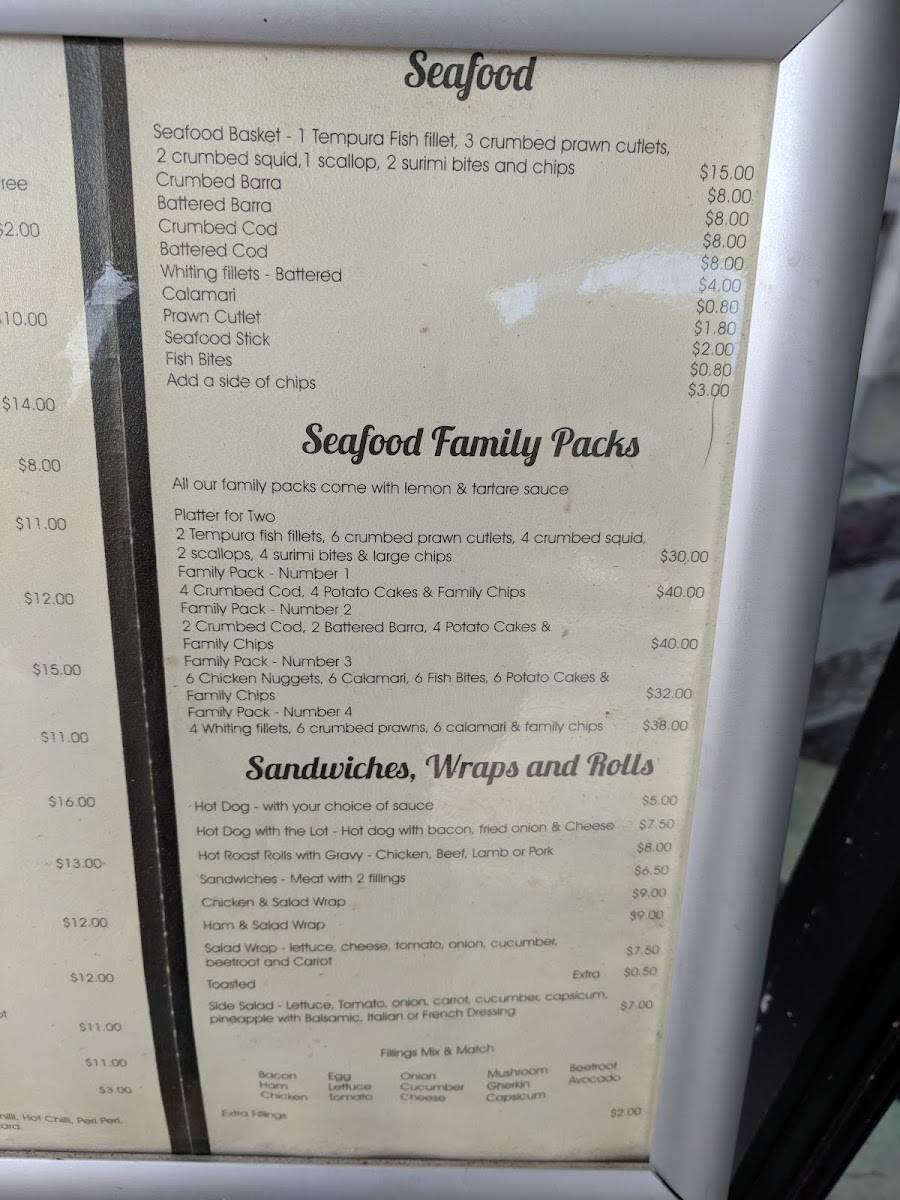 ree
$2.00
$10.00
$14.00
$8.00
$11.00
$12.00
$15.00
$11.00
$16.00
$13.00
$12.00
$12.00
$11.00
$11.00
$3.00
Hot Chilli, Peri Peri,
Seafood
Seafood Basket - 1 Tempura Fish fillet, 3 crumbed prawn cutlets,
2 crumbed squid, 1 scallop, 2 surimi bites and chips $15.00
Crumbed Barra $8.00
Battered Barra $8.00
Crumbed Cod $8.00
Battered Cod $8.00
Whiting fillets - Battered $4.00
Calamari $0.80
Prawn Cutlet $1.80
Seafood Stick $2.00
Fish Bites $0.80
Add a side of chips $3.00
Seafood Family Packs
All our family packs come with lemon & tartare sauce
Platter for Two
2 Tempura fish fillets, 6 crumbed prawn cutlets, 4 crumbed squid,
2 scallops, 4 surimi bites & large chips $30.00
Family Pack - Number 1
4 Crumbed Cod, 4 Potato Cakes & Family Chips $40.00
Family Pack - Number 2
2 Crumbed Cod, 2 Battered Barra, 4 Potato Cakes &
Family Chips $40.00
Family Pack - Number 3
6 Chicken Nuggets, 6 Calamari, 6 Fish Bites, 6 Potato Cakes &
Family Chips $32.00
Family Pack - Number 4
4 Whiting fillets, 6 crumbed prawns, 6 calamari & family chips $38.00
Sandwiches, Wraps and Rolls
Hot Dog - with your choice of sauce $5.00
Hot Dog with the Lot - Hot dog with bacon, fried onion & Cheese $7.50
Hot Roast Rolls with Gravy - Chicken, Beef, Lamb or Pork $8.00
Sandwiches - Meat with 2 fillings $6.50
Chicken & Salad Wrap $9.00
Ham & Salad Wrap $9.00
Salad Wrap - lettuce, cheese, tomato, onion, cucumber,
beetroot and Carrot $7.50
Toasted Extra $0.50
Side Salad - Lettuce, Tomato, onion, carrot, cucumber, capsicum,
pineapple with Balsamic, Italian or French Dressing $7.00
Fillings Mix & Match
Bacon Egg Onion Mushroom Beetroot
Ham Lettuce Cucumber Gherkin Avocado
Chicken Tomato Cheese Capsicum
Extra Fillings $2.00